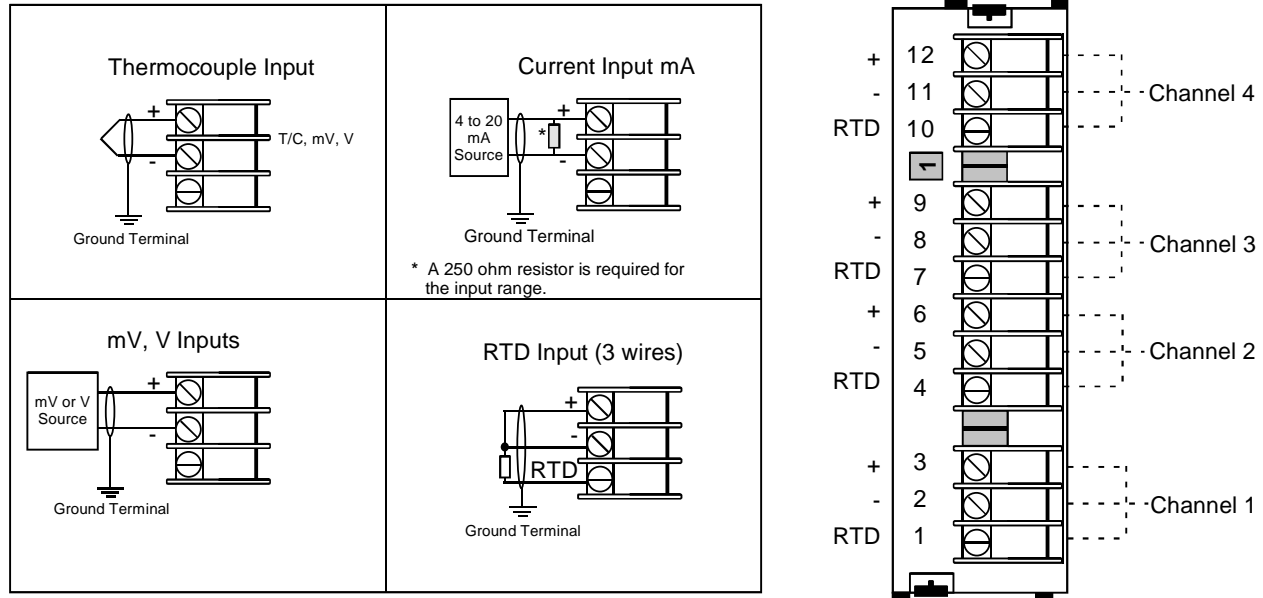 Thermocouple Input
+
T/C, mV, V
-
Ground Terminal
Current Input mA
4 to 20
mA
Source
+
*
-
Ground Terminal
* A 250 ohm resistor is required for
the input range.
mV, V Inputs
mV or V
Source
+
-
Ground Terminal
RTD Input (3 wires)
+
-
RTD
Ground Terminal
+ 12
- 11 Channel 4
RTD 10
1
+ 9
- 8 Channel 3
RTD 7
+ 6
- 5 Channel 2
RTD 4
+ 3
- 2 Channel 1
RTD 1